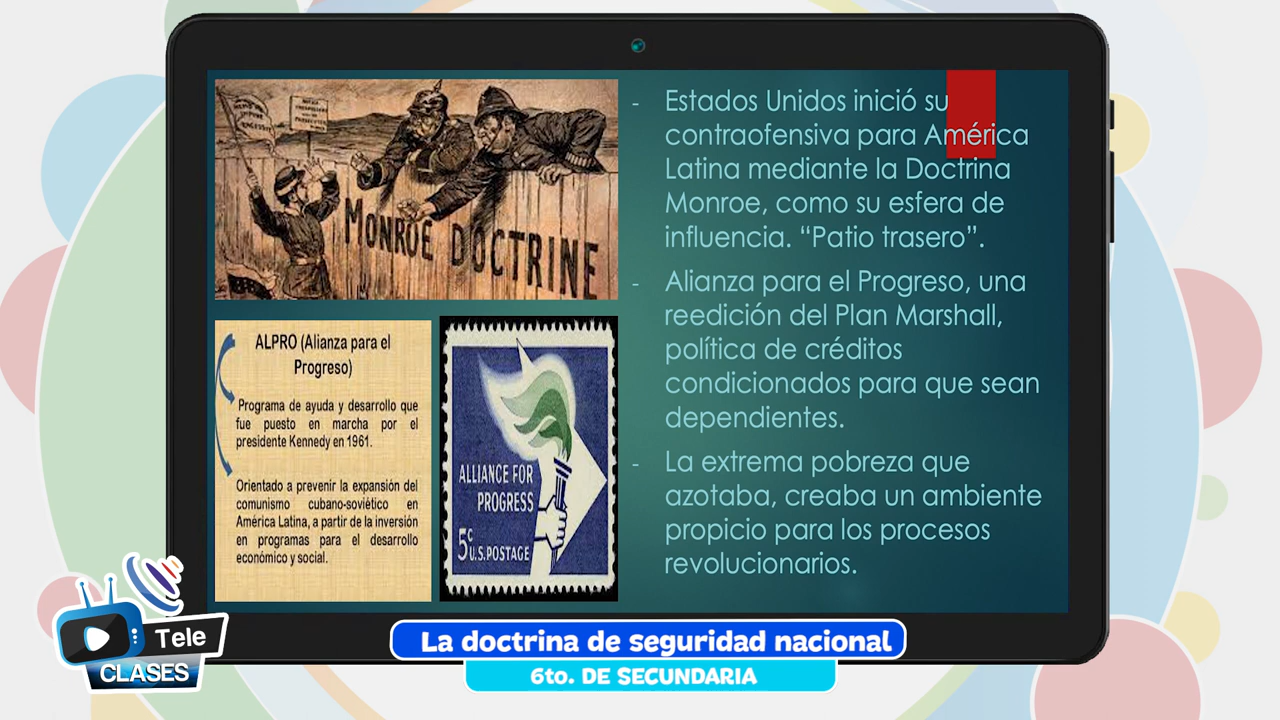 MONROE DOCTRINE
ALPRO (Alianza para el
Progreso)
Programa de ayuda y desarrollo que
fue puesto en marcha por el
presidente Kennedy en 1961.
Orientado a prevenir la expansión del
comunismo cubano-soviético en
América Latina, a partir de la inversión
en programas para el desarrollo
económico y social.
ALLIANCE FOR
PROGRESS
5c
U.S.POSTAGE
- Estados Unidos inició su
contraofensiva para América
Latina mediante la Doctrina
Monroe, como su esfera de
influencia. “Patio trasero”.
- Alianza para el Progreso, una
reedición del Plan Marshall,
política de créditos
condicionados para que sean
dependientes.
- La extrema pobreza que
azotaba, creaba un ambiente
propicio para los procesos
revolucionarios.
Tele
CLASES
La doctrina de seguridad nacional
6to. DE SECUNDARIA